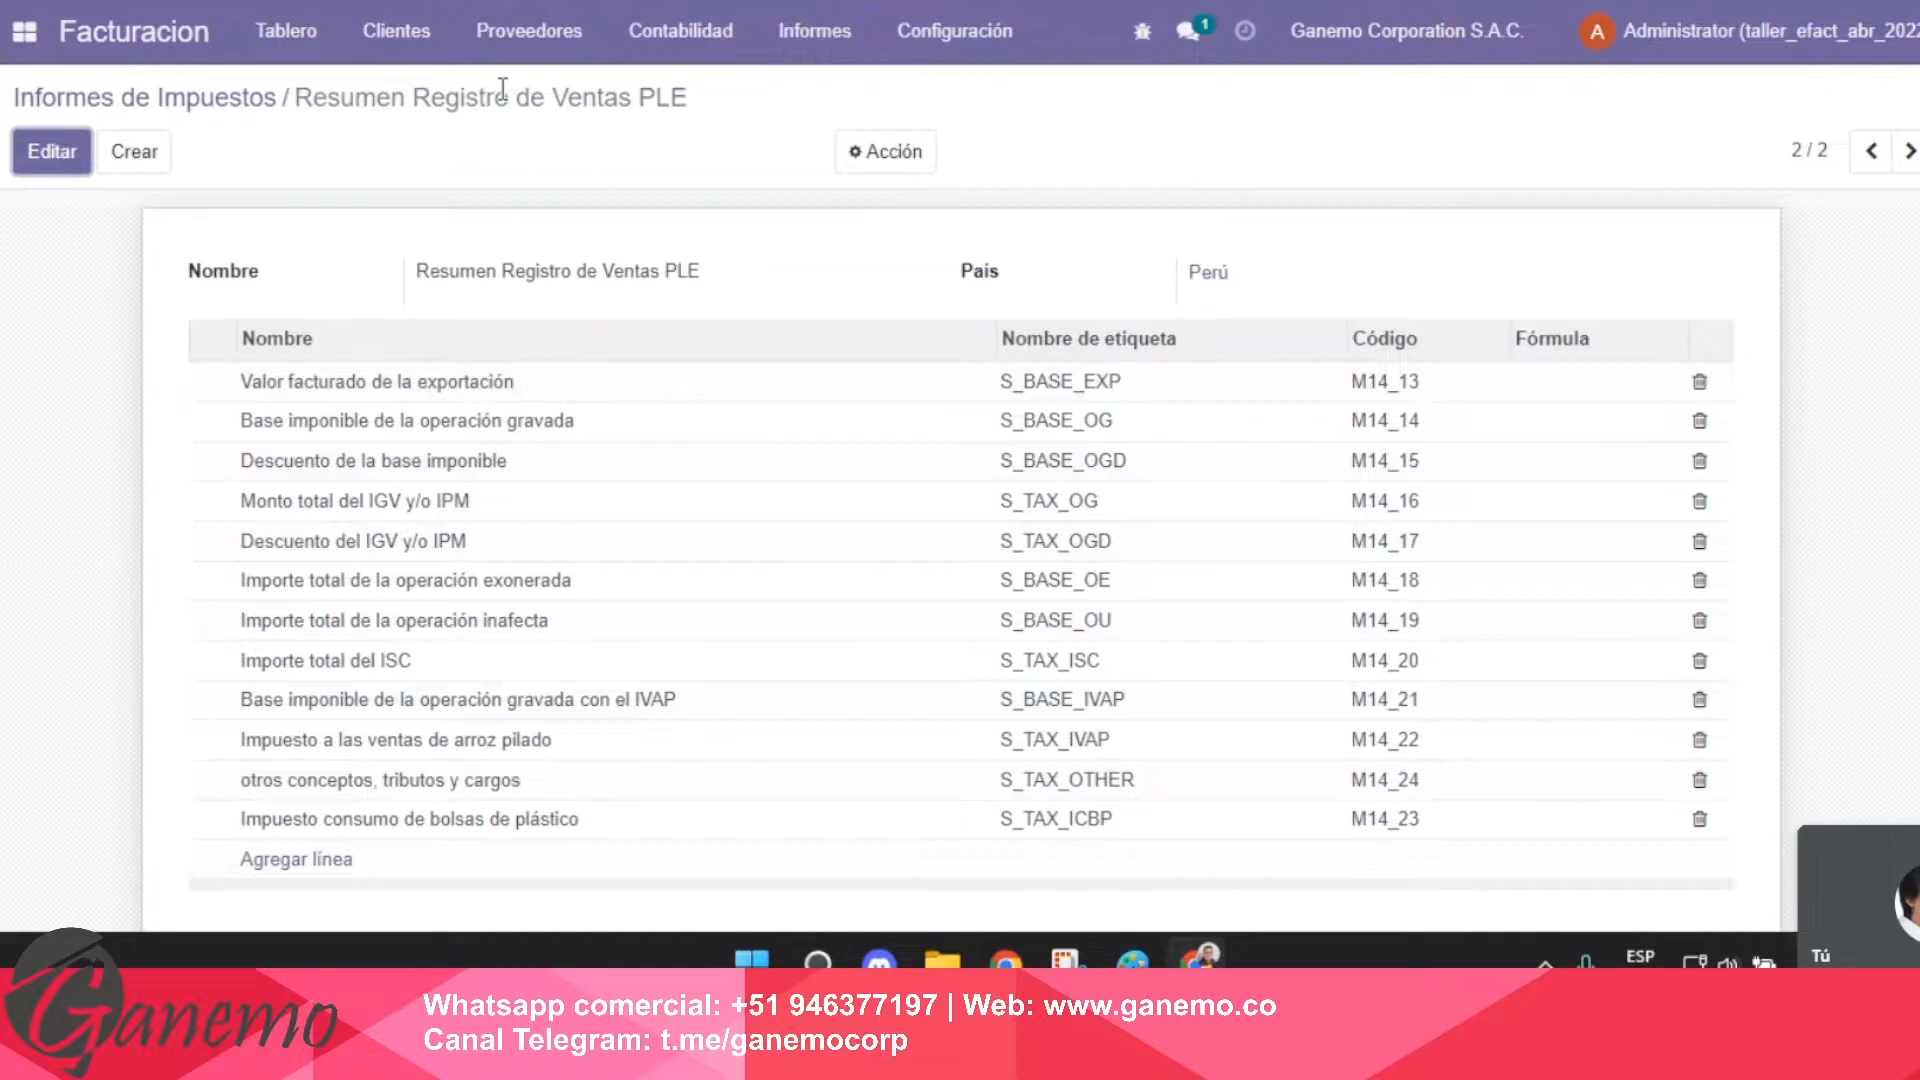 Facturacion Tablero Clientes Proveedores Contabilidad Informes Configuración 1 Ganemo Corporation S.A.C. A Administrator (taller_efact_abr_202
Informes de Impuestos / Resumen Registro de Ventas PLE
Editar Crear Acción 2 / 2
Nombre Resumen Registro de Ventas PLE País Perú
Nombre Nombre de etiqueta Código Fórmula
Valor facturado de la exportación S_BASE_EXP M14_13
Base imponible de la operación gravada S_BASE_OG M14_14
Descuento de la base imponible S_BASE_OGD M14_15
Monto total del IGV y/o IPM S_TAX_OG M14_16
Descuento del IGV y/o IPM S_TAX_OGD M14_17
Importe total de la operación exonerada S_BASE_OE M14_18
Importe total de la operación inafecta S_BASE_OU M14_19
Importe total del ISC S_TAX_ISC M14_20
Base imponible de la operación gravada con el IVAP S_BASE_IVAP M14_21
Impuesto a las ventas de arroz pilado S_TAX_IVAP M14_22
otros conceptos, tributos y cargos S_TAX_OTHER M14_24
Impuesto consumo de bolsas de plástico S_TAX_ICBP M14_23
Agregar línea
ESP Tú
Ganemo
Whatsapp comercial: +51 946377197 | Web: www.ganemo.co
Canal Telegram: t.me/ganemocorp